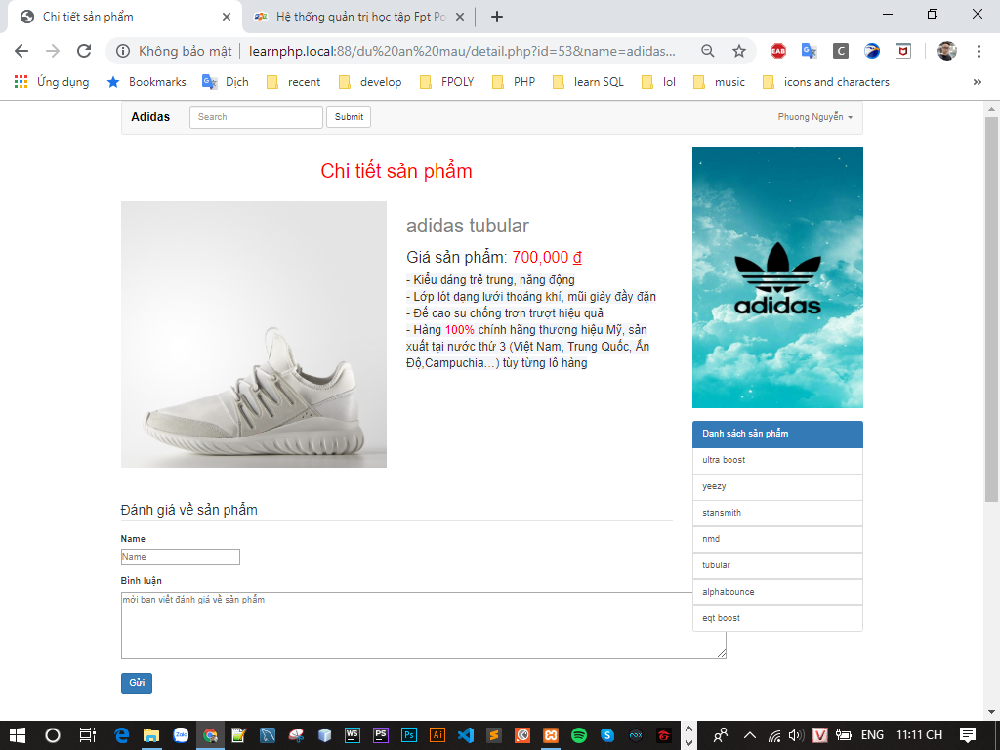 Chi tiết sản phẩm
Hệ thống quản trị học tập Fpt Po
Không bảo mật
learnphp.local:88/du%20an%20mau/detail.php?id=53&name=adidas...
EAB
C
Ứng dụng
Bookmarks
Dịch
recent
develop
FPOLY
PHP
learn SQL
lol
music
icons and characters
Adidas
Search
Submit
Phuong Nguyễn
Chi tiết sản phẩm
adidas tubular
Giá sản phẩm: 700,000 ₫
- Kiểu dáng trẻ trung, năng động
- Lớp lót dạng lưới thoáng khí, mũi giày đầy đặn
- Đế cao su chống trơn trượt hiệu quả
- Hàng 100% chính hãng thương hiệu Mỹ, sản
xuất tại nước thứ 3 (Việt Nam, Trung Quốc, Ấn
Độ,Campuchia…) tùy từng lô hàng
adidas
Danh sách sản phẩm
ultra boost
yeezy
stansmith
nmd
tubular
alphabounce
eqt boost
Đánh giá về sản phẩm
Name
Name
Bình luận
mời bạn viết đánh giá về sản phẩm
Gửi
Zalo
WS
PS
Ps
Ai
ENG
11:11 CH